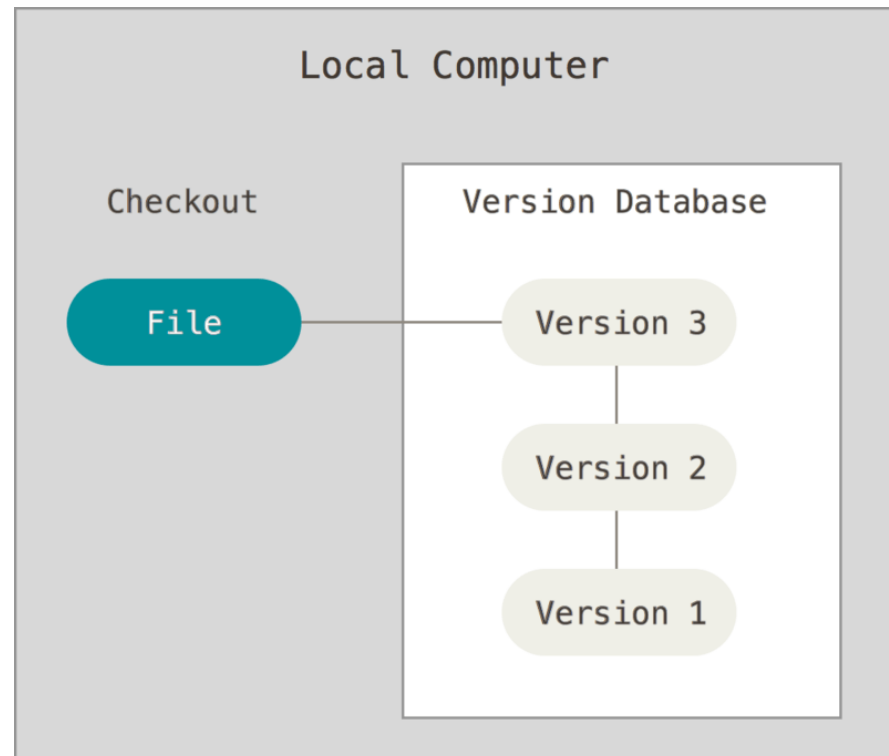 Local Computer
Checkout
Version Database
File
Version 3
Version 2
Version 1